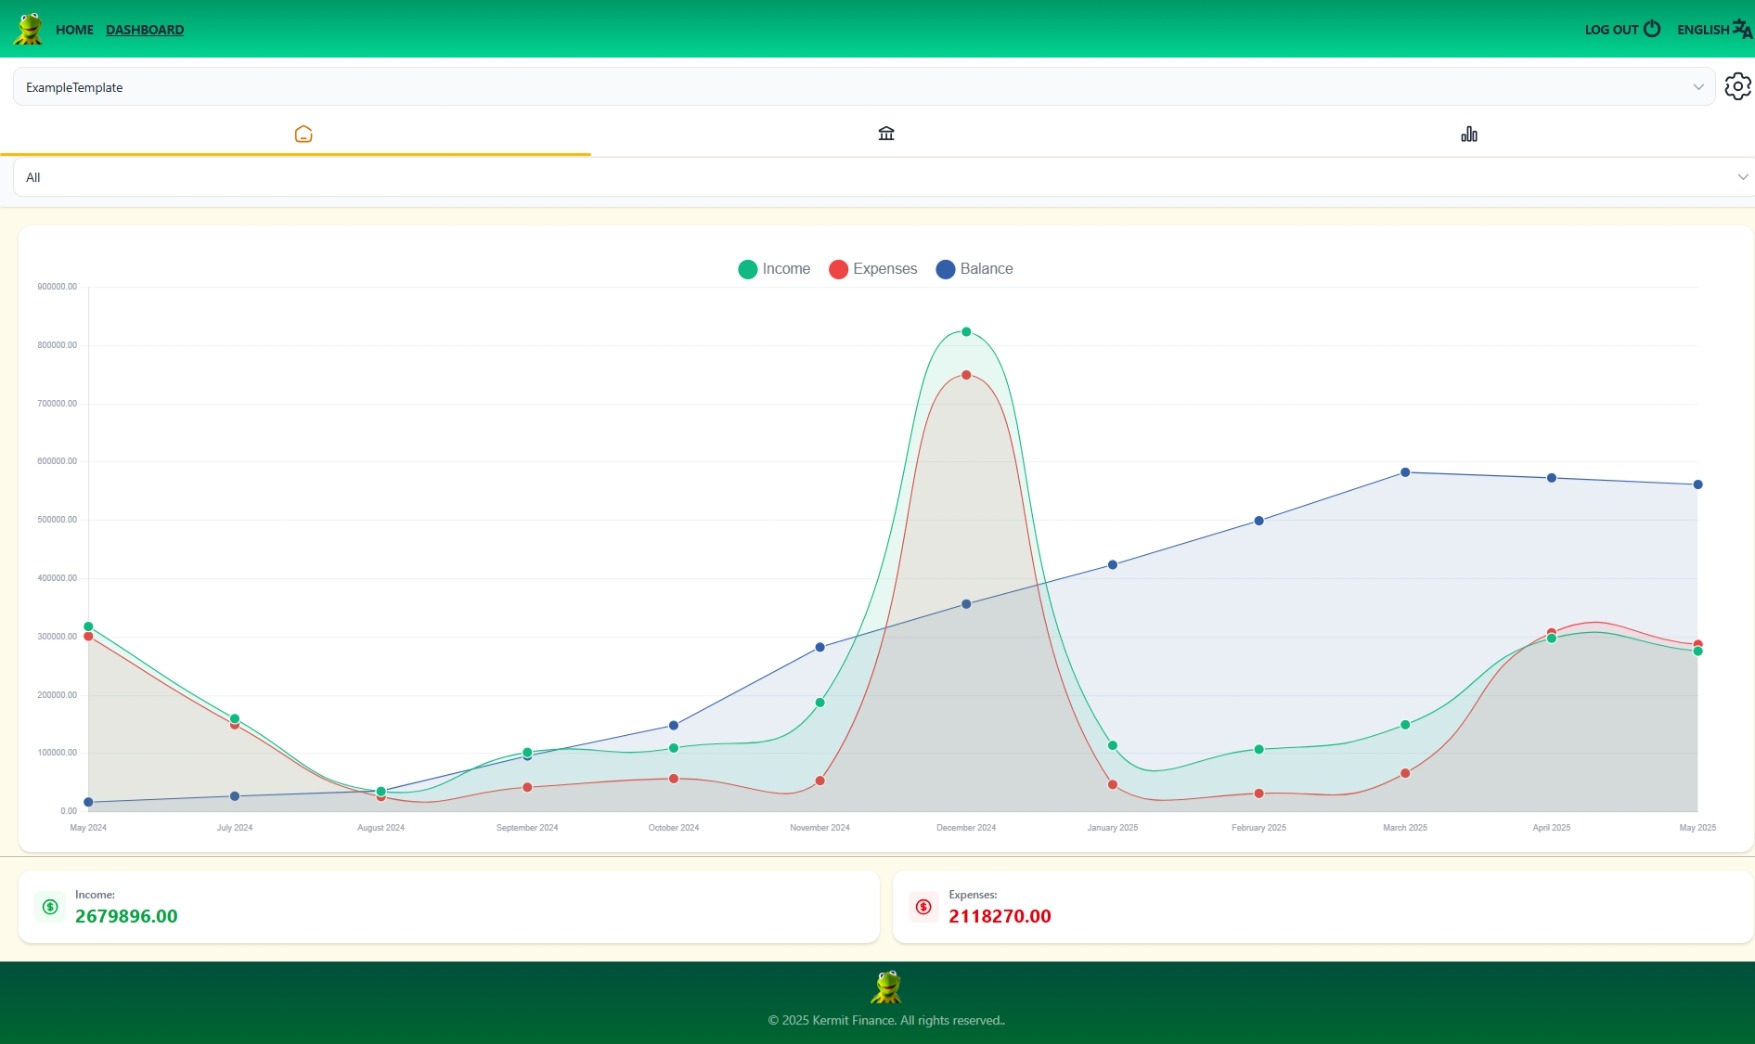 HOME DASHBOARD LOG OUT ENGLISH
ExampleTemplate
All
Income Expenses Balance
900000.00
800000.00
700000.00
600000.00
500000.00
400000.00
300000.00
200000.00
100000.00
0.00
May 2024 July 2024 August 2024 September 2024 October 2024 November 2024 December 2024 January 2025 February 2025 March 2025 April 2025 May 2025
Income: Expenses:
2679896.00 2118270.00
© 2025 Kermit Finance. All rights reserved..